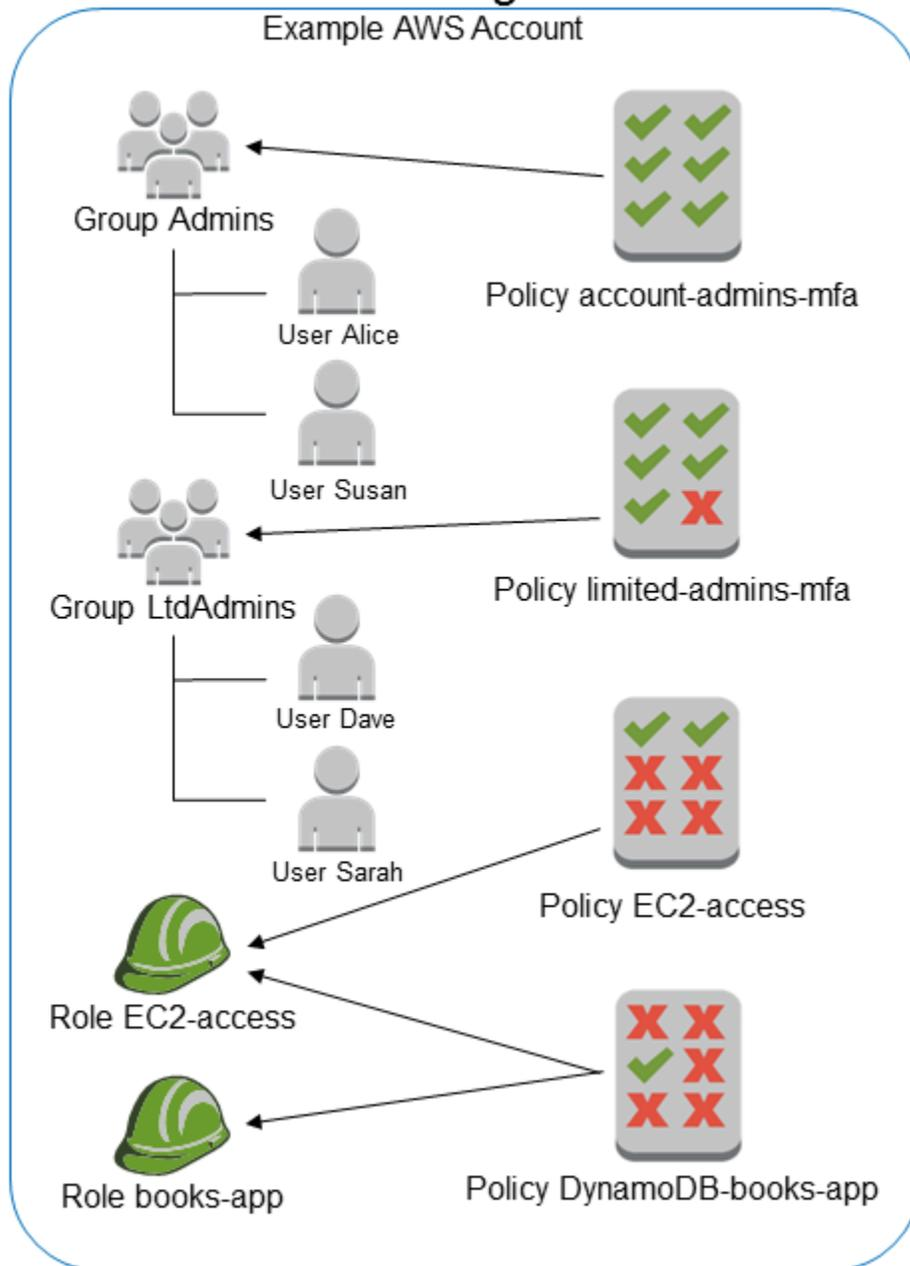 Example AWS Account
Group Admins
Policy account-admins-mfa
User Alice
User Susan
Group LtdAdmins
Policy limited-admins-mfa
User Dave
User Sarah
Policy EC2-access
Role EC2-access
Role books-app
Policy DynamoDB-books-app